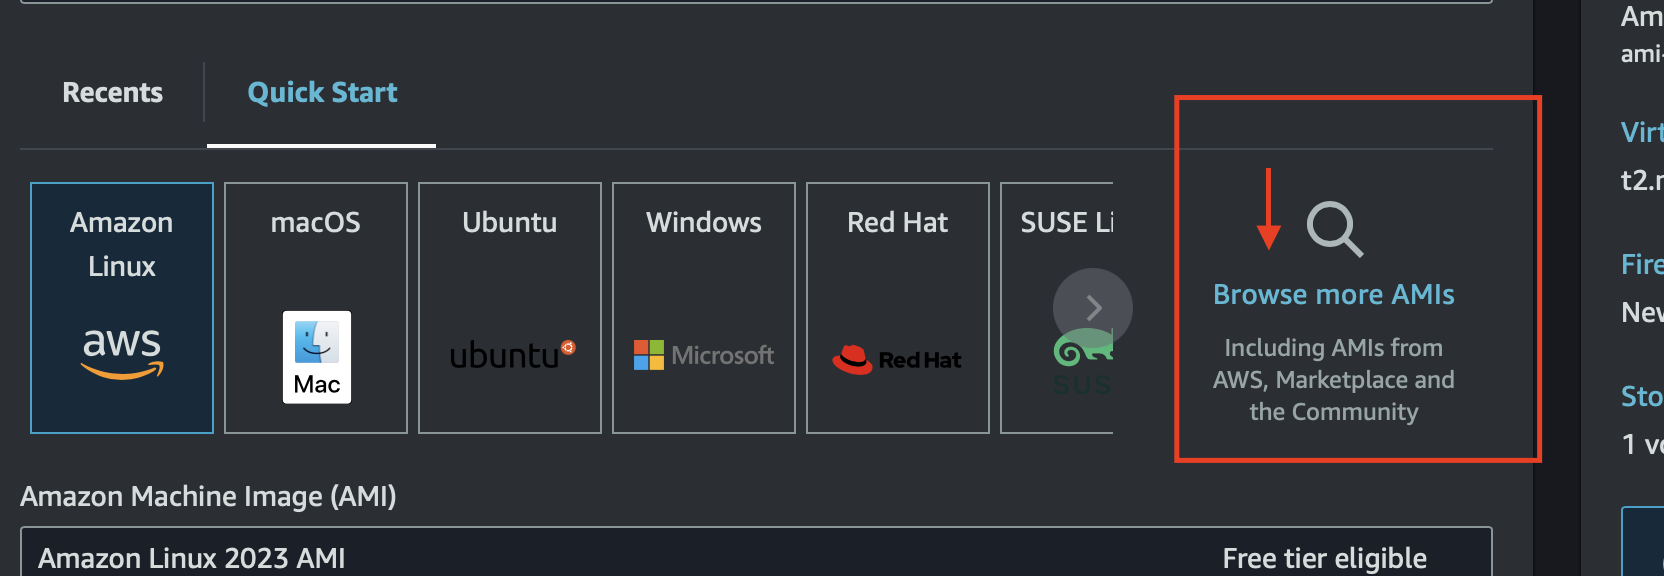 Recents
Quick Start
Amazon
Linux
aws
macOS
Mac
Ubuntu
ubuntu
Windows
Microsoft
Red Hat
Red Hat
SUSE Li
SUS
Browse more AMIs
Including AMIs from
AWS, Marketplace and
the Community
Amazon Machine Image (AMI)
Amazon Linux 2023 AMI
Free tier eligible
Am
ami-
Virt
t2.
Fire
New
Sto
1 vo